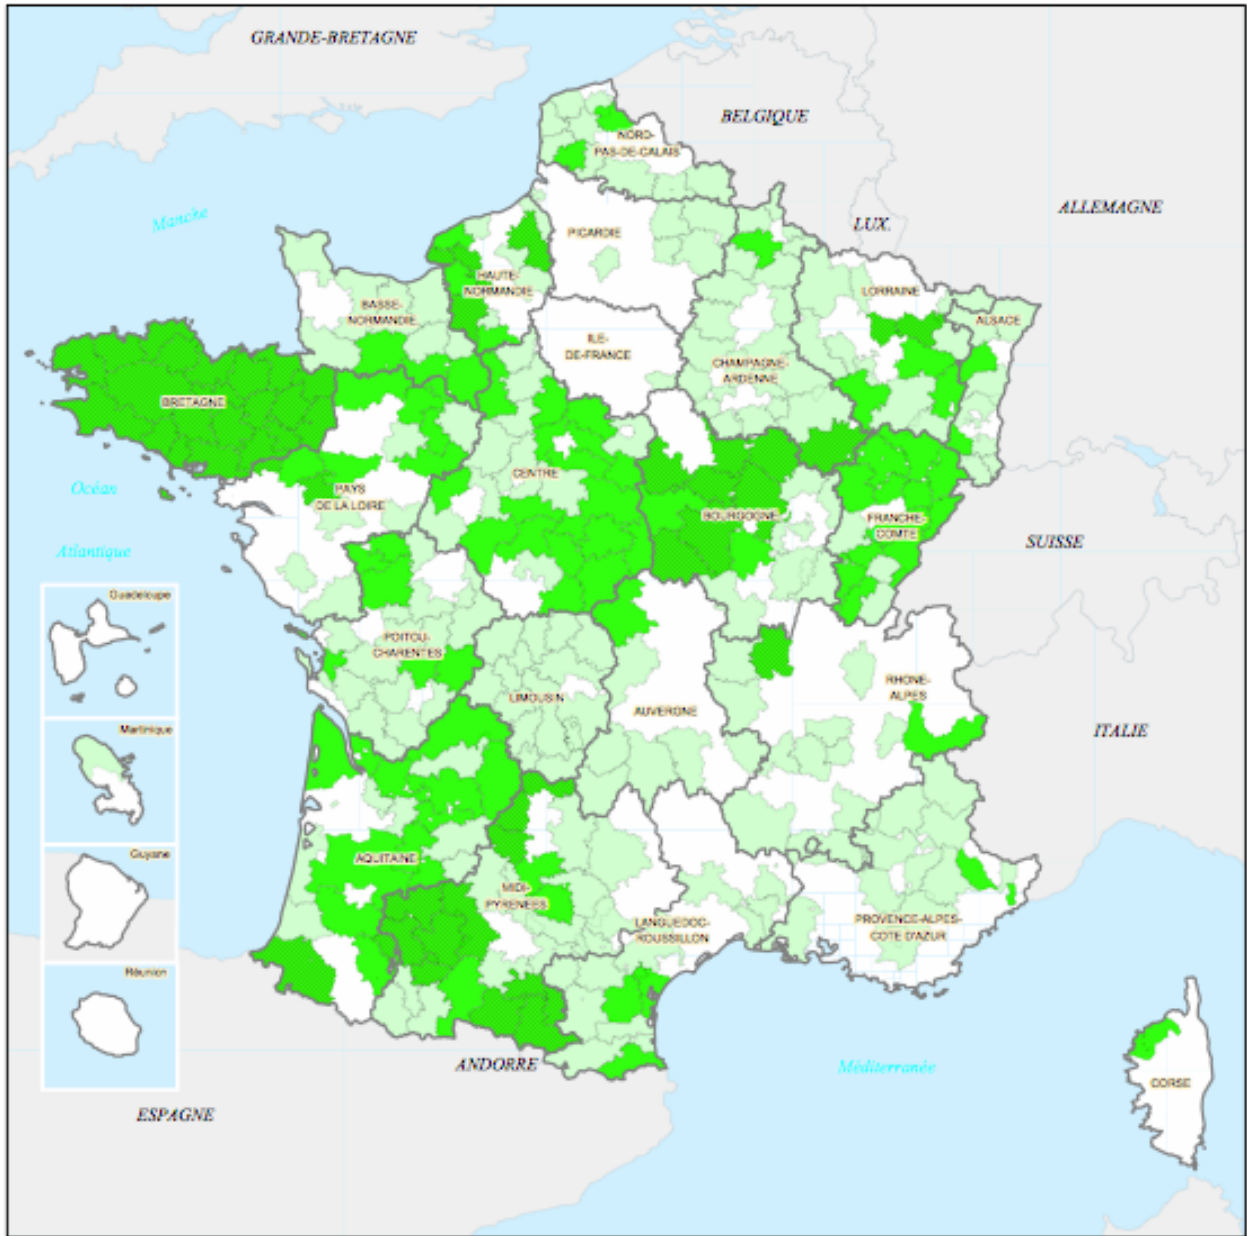 GRANDE-BRETAGNE
BELGIQUE
NORD-
PAS-DE-CALAIS
ALLEMAGNE
Manche
LUX.
PICARDIE
HAUTE-
NORMANDIE
LORRAINE
BASSE-
NORMANDIE
ALSACE
ILE-
DE-FRANCE
CHAMPAGNE-
ARDENNE
BRETAGNE
CENTRE
Océan
PAYS
DE LA LOIRE
BOURGOGNE
FRANCHE-
COMTE
SUISSE
Atlantique
Guadeloupe
POITOU-
CHARENTES
RHONE-
ALPES
LIMOUSIN
AUVERGNE
Martinique
ITALIE
Guyane
AQUITAINE
MIDI-
PYRENEES
LANGUEDOC-
ROUSSILLON
PROVENCE-ALPES-
COTE D'AZUR
Réunion
ANDORRE
Méditerranée
CORSE
ESPAGNE